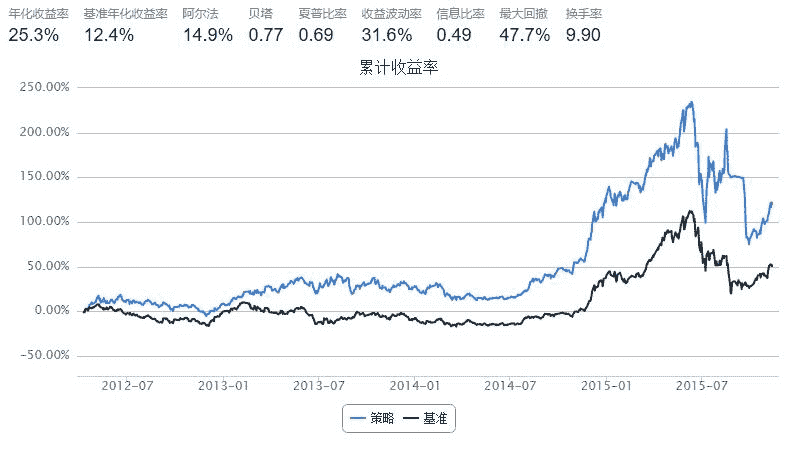 年化收益率 基准年化收益率 阿尔法 贝塔 夏普比率 收益波动率 信息比率 最大回撤 换手率
25.3% 12.4% 14.9% 0.77 0.69 31.6% 0.49 47.7% 9.90
累计收益率
250.00%
200.00%
150.00%
100.00%
50.00%
0.00%
-50.00%
2012-07 2013-01 2013-07 2014-01 2014-07 2015-01 2015-07
策略 基准